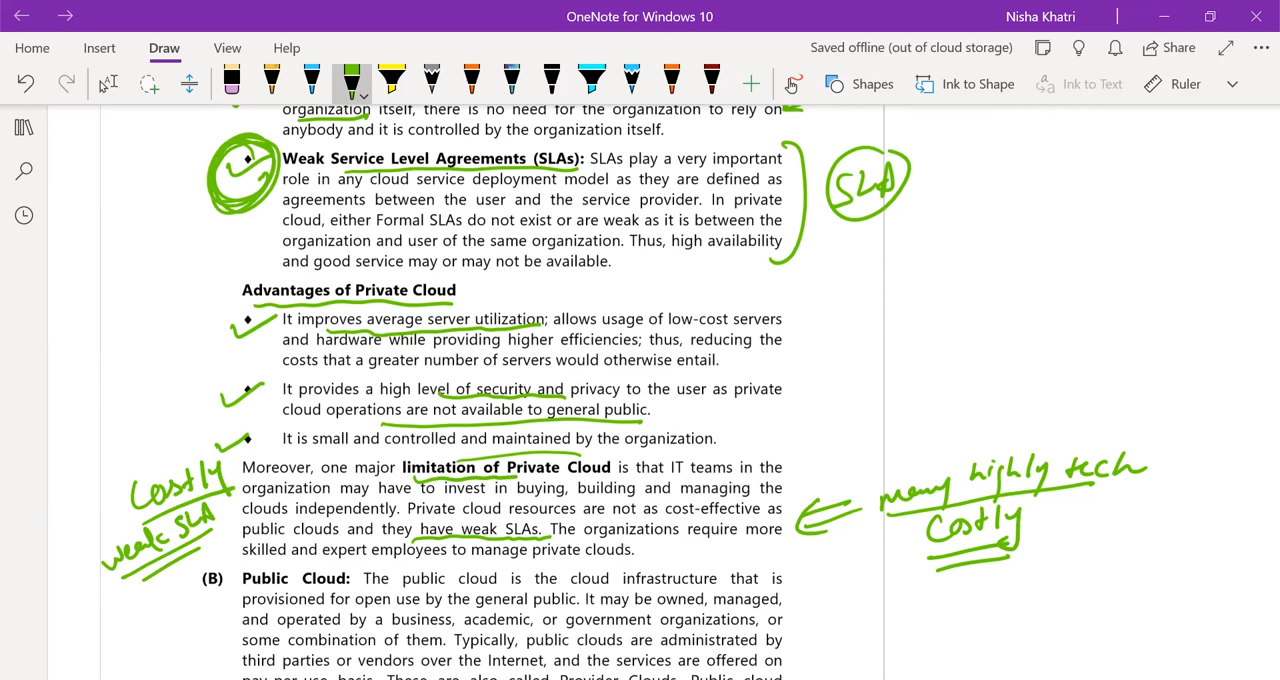 OneNote for Windows 10
Nisha Khatri
Home Insert Draw View Help
Saved offline (out of cloud storage)
Share
Shapes
Ink to Shape
Ink to Text
Ruler
organization itself, there is no need for the organization to rely on
anybody and it is controlled by the organization itself.
Weak Service Level Agreements (SLAs): SLAs play a very important
role in any cloud service deployment model as they are defined as
agreements between the user and the service provider. In private
cloud, either Formal SLAs do not exist or are weak as it is between the
organization and user of the same organization. Thus, high availability
and good service may or may not be available.
SLA
Advantages of Private Cloud
It improves average server utilization; allows usage of low-cost servers
and hardware while providing higher efficiencies; thus, reducing the
costs that a greater number of servers would otherwise entail.
It provides a high level of security and privacy to the user as private
cloud operations are not available to general public.
It is small and controlled and maintained by the organization.
Moreover, one major limitation of Private Cloud is that IT teams in the
organization may have to invest in buying, building and managing the
clouds independently. Private cloud resources are not as cost-effective as
public clouds and they have weak SLAs. The organizations require more
skilled and expert employees to manage private clouds.
Costly
weak SLA
many highly tech
Costly
(B) Public Cloud: The public cloud is the cloud infrastructure that is
provisioned for open use by the general public. It may be owned, managed,
and operated by a business, academic, or government organizations, or
some combination of them. Typically, public clouds are administrated by
third parties or vendors over the Internet, and the services are offered on
pay-per-use basis. These are also called Provider Clouds. Public cloud